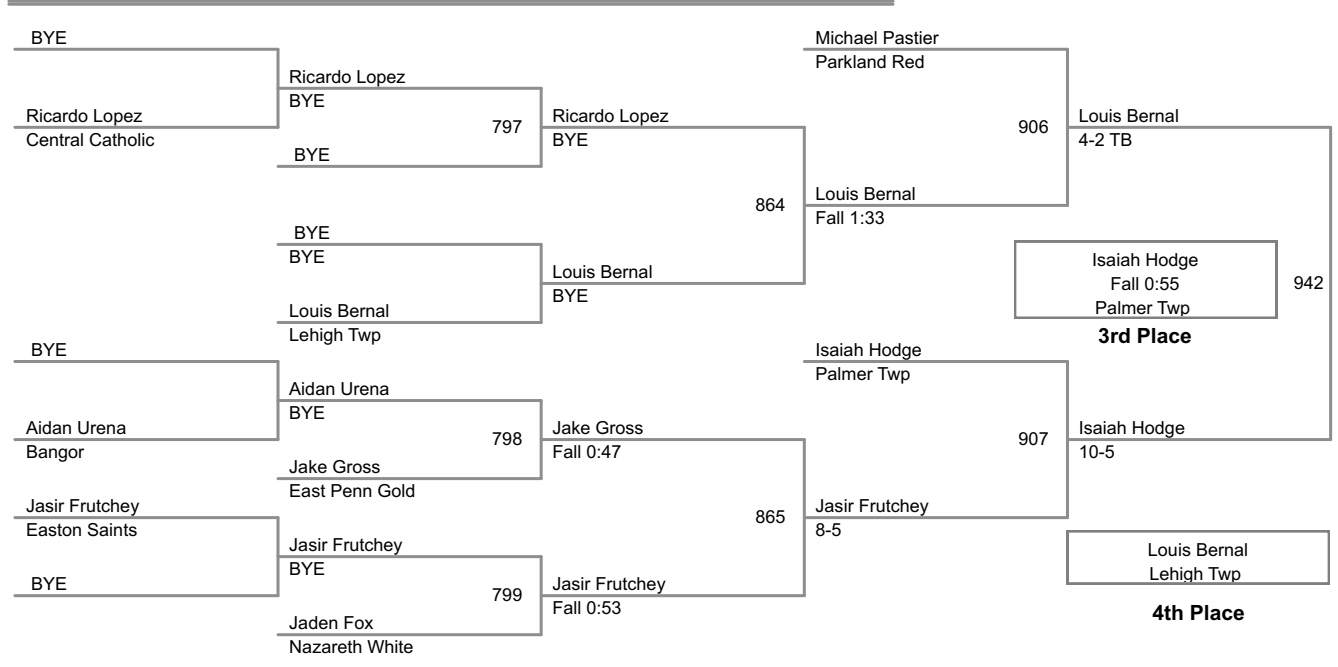 BYE
Ricardo Lopez
Central Catholic
Ricardo Lopez
BYE
797
BYE
Ricardo Lopez
BYE
BYE
BYE
Louis Bernal
Lehigh Twp
Louis Bernal
BYE
864
Michael Pastier
Parkland Red
Louis Bernal
Fall 1:33
906
Louis Bernal
4-2 TB
Isaiah Hodge
Fall 0:55
Palmer Twp
3rd Place
942
BYE
Aidan Urena
Bangor
Aidan Urena
BYE
798
Jake Gross
East Penn Gold
Jake Gross
Fall 0:47
Jasir Frutchey
Easton Saints
BYE
Jasir Frutchey
BYE
799
Jaden Fox
Nazareth White
Jasir Frutchey
Fall 0:53
865
Isaiah Hodge
Palmer Twp
Jasir Frutchey
8-5
907
Isaiah Hodge
10-5
Louis Bernal
Lehigh Twp
4th Place